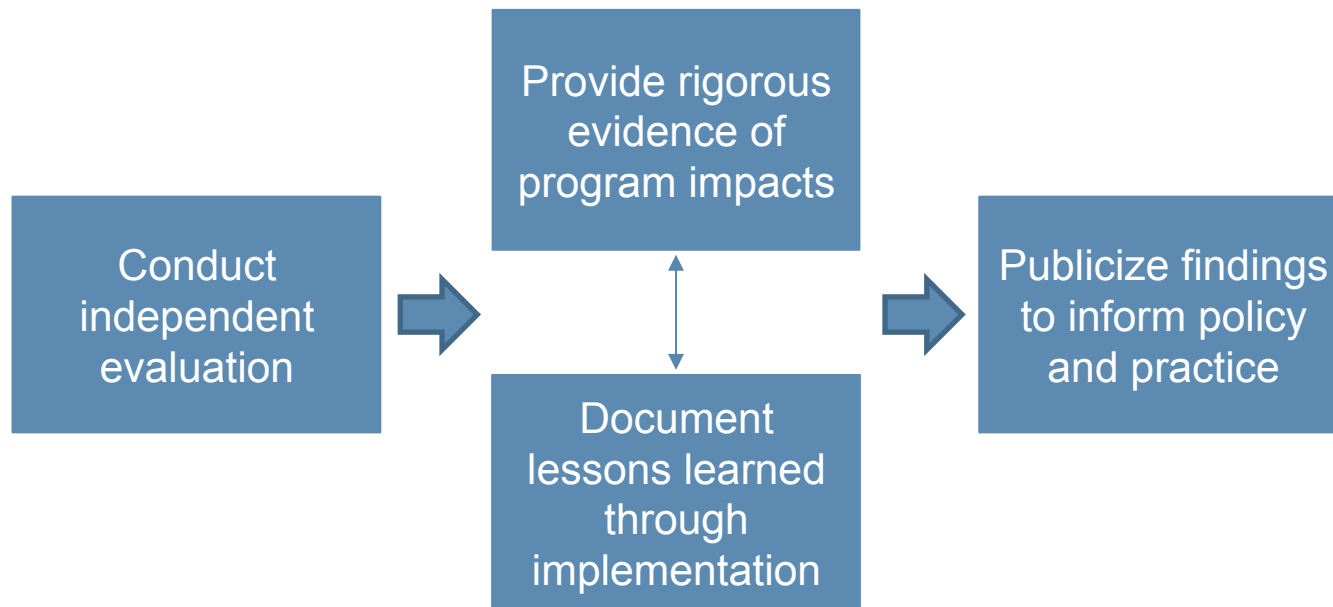 Conduct
independent
evaluation
Provide rigorous
evidence of
program impacts
Document
lessons learned
through
implementation
Publicize findings
to inform policy
and practice